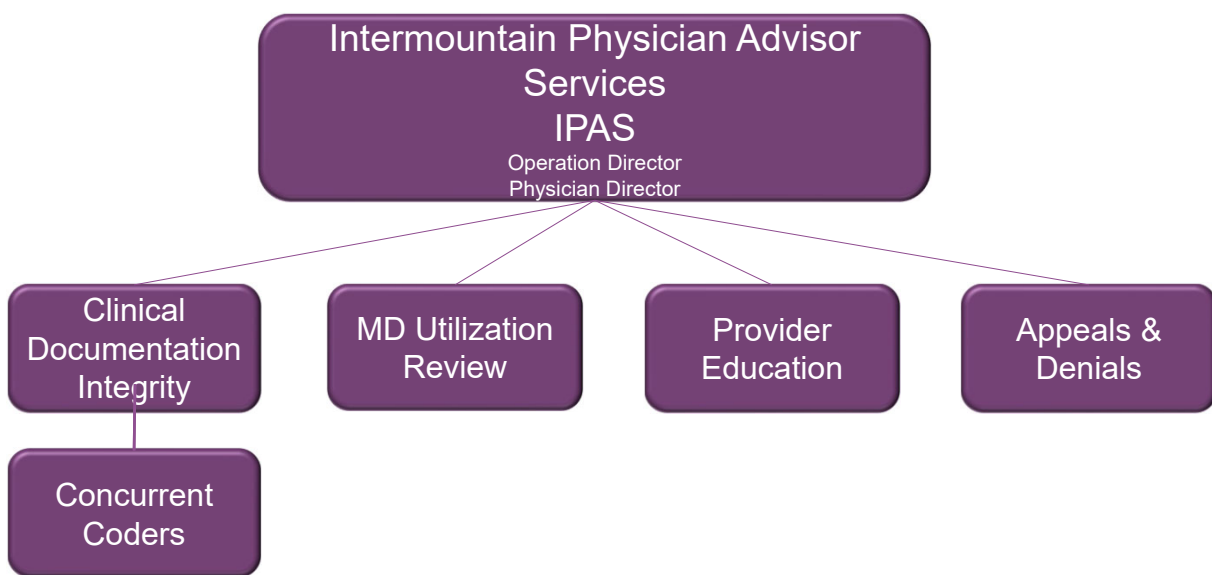 Intermountain Physician Advisor
Services
IPAS
Operation Director
Physician Director
Clinical
Documentation
Integrity
MD Utilization
Review
Provider
Education
Appeals &
Denials
Concurrent
Coders